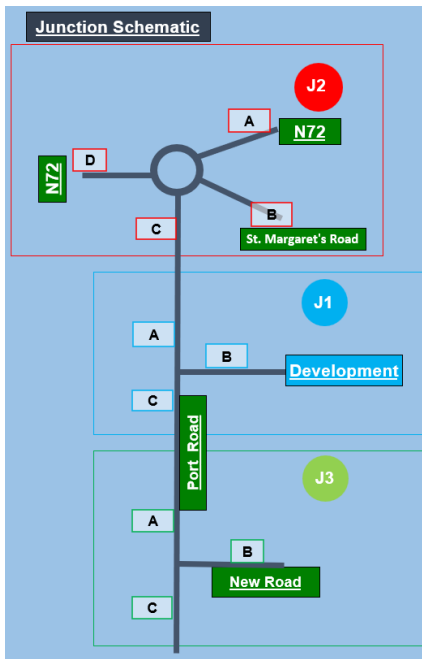 Junction Schematic
J2
A
N72
D
N72
B
C
St. Margaret's Road
J1
A
B
Development
C
Port Road
J3
A
B
New Road
C